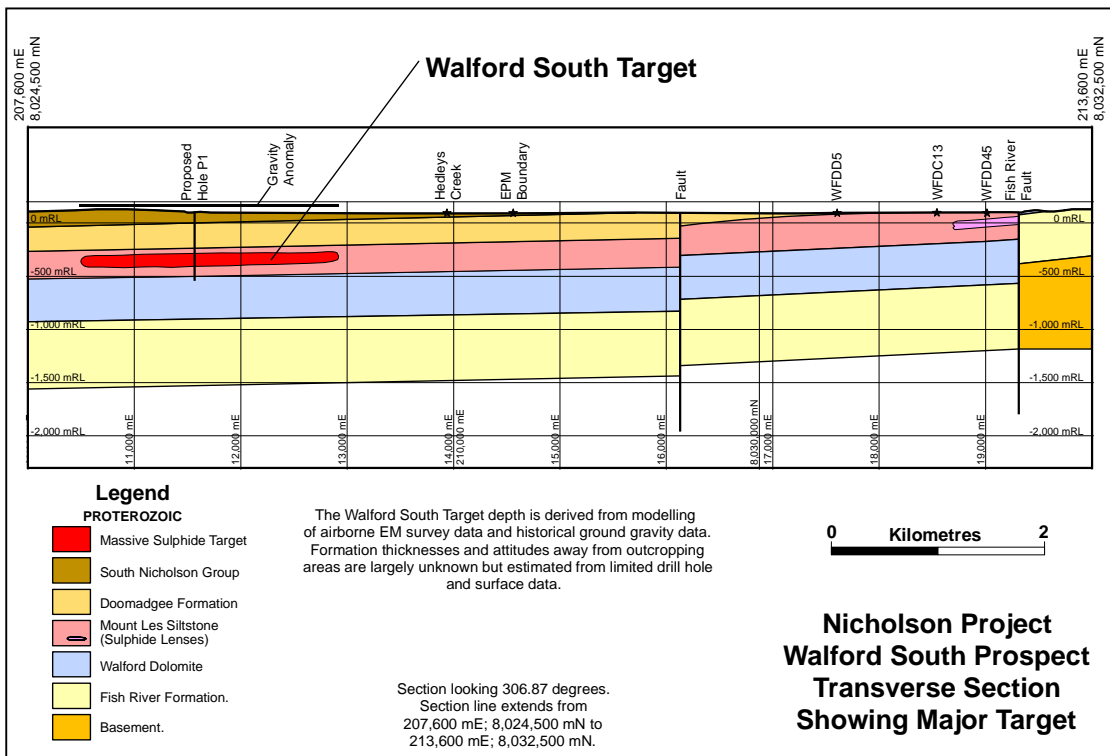 207,600 mE
8,024,500 mN
Walford South Target
213,600 mE
8,032,500 mN
Proposed
Hole P1
Gravity
Anomaly
Hedleys
Creek
EPM
Boundary
Fault
WFDD5
WFDC13
WFDD45
Fish River
Fault
0 mRL
0 mRL
-500 mRL
-500 mRL
-1,000 mRL
-1,000 mRL
-1,500 mRL
-1,500 mRL
-2,000 mRL
-2,000 mRL
11,000 mE
12,000 mE
13,000 mE
14,000 mE
210,000 mE
15,000 mE
16,000 mE
8,030,000 mN
17,000 mE
18,000 mE
19,000 mE
Legend
PROTEROZOIC
Massive Sulphide Target
South Nicholson Group
Doomadgee Formation
Mount Les Siltstone
(Sulphide Lenses)
Walford Dolomite
Fish River Formation.
Basement.
The Walford South Target depth is derived from modelling
of airborne EM survey data and historical ground gravity data.
Formation thicknesses and attitudes away from outcropping
areas are largely unknown but estimated from limited drill hole
and surface data.
Section looking 306.87 degrees.
Section line extends from
207,600 mE; 8,024,500 mN to
213,600 mE; 8,032,500 mN.
0 Kilometres 2
Nicholson Project
Walford South Prospect
Transverse Section
Showing Major Target